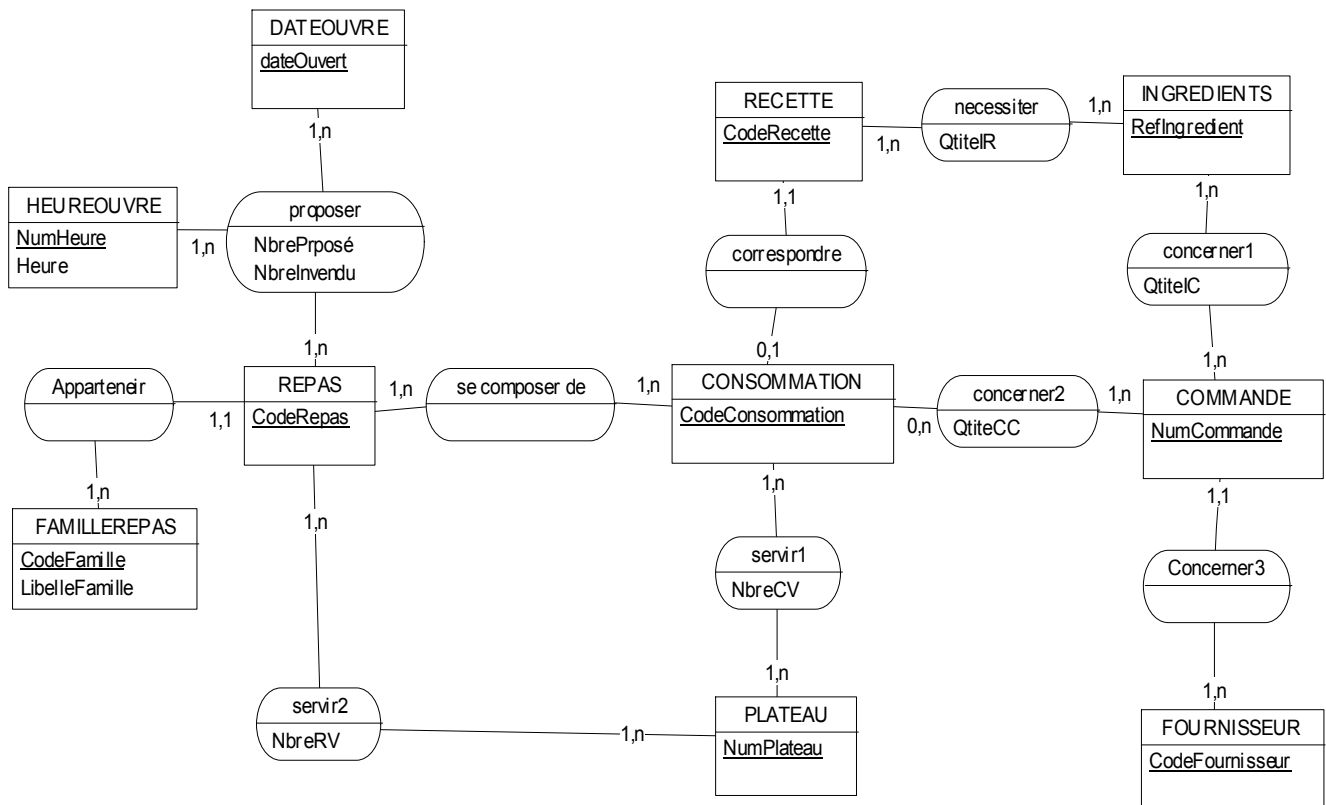 DATEOUVRE
dateOuvert
1,n
HEUREOUVRE
NumHeure
Heure
1,n
proposer
NbrePrposé
NbreInvendu
1,n
RECETTE
CodeRecette
1,n
necessiter
QtiteIR
1,n
INGREDIENTS
RefIngredient
1,1
correspondre
0,1
1,n
concerner1
QtiteIC
1,n
Apparteneir
1,1
REPAS
CodeRepas
1,n
se composer de
1,n
CONSOMMATION
CodeConsommation
0,n
concerner2
QtiteCC
1,n
COMMANDE
NumCommande
1,n
FAMILLEREPAS
CodeFamille
LibelleFamille
1,n
1,n
servir1
NbreCV
1,n
1,1
Concerner3
1,n
servir2
NbreRV
1,n
PLATEAU
NumPlateau
FOURNISSEUR
CodeFournisseur